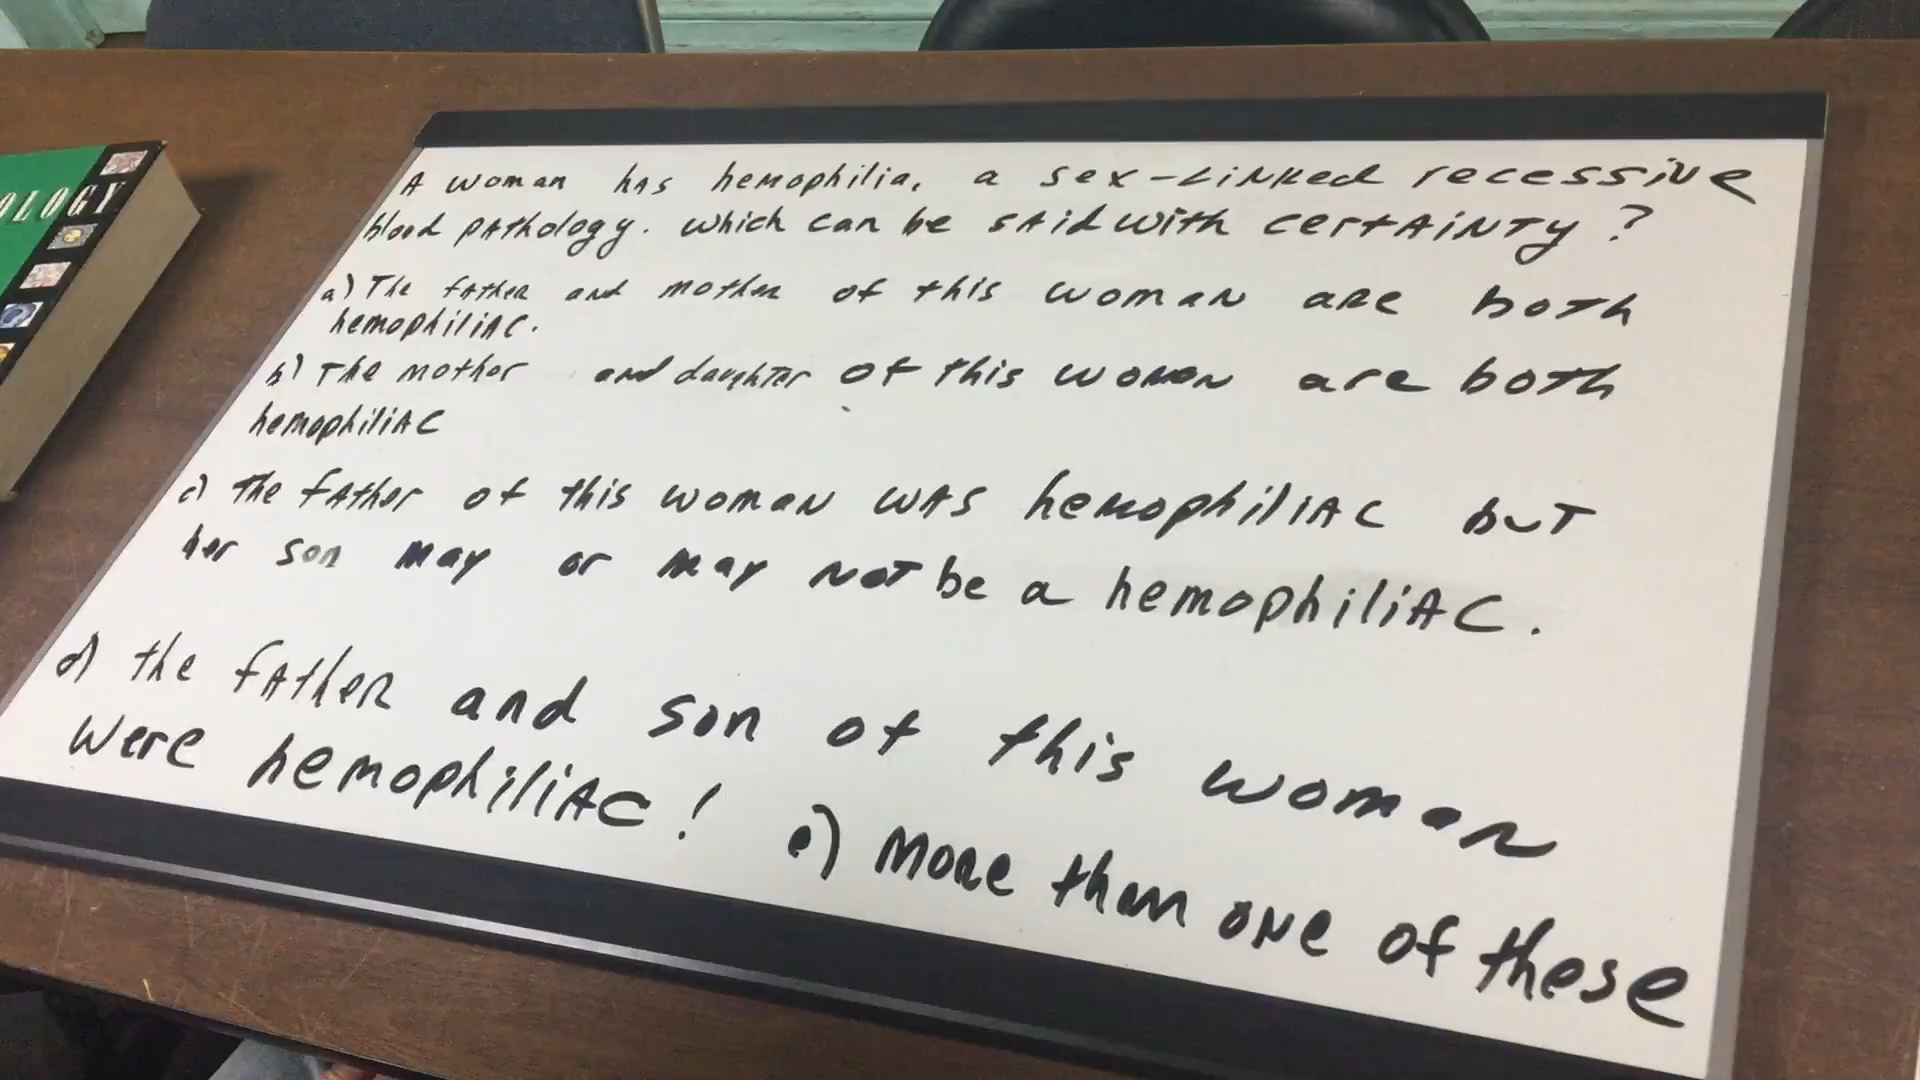 OLOGY
A woman has hemophilia, a sex-linked recessive
blood pathology. which can be said with certainty?
a) The father and mother of this woman are both
hemophiliac.
b) The mother and daughter of this woman are both
hemophiliac
c) the father of this woman was hemophiliac but
her son may or may not be a hemophiliac.
d) the father and son of this woman
were hemophiliac!
e) More than one of these